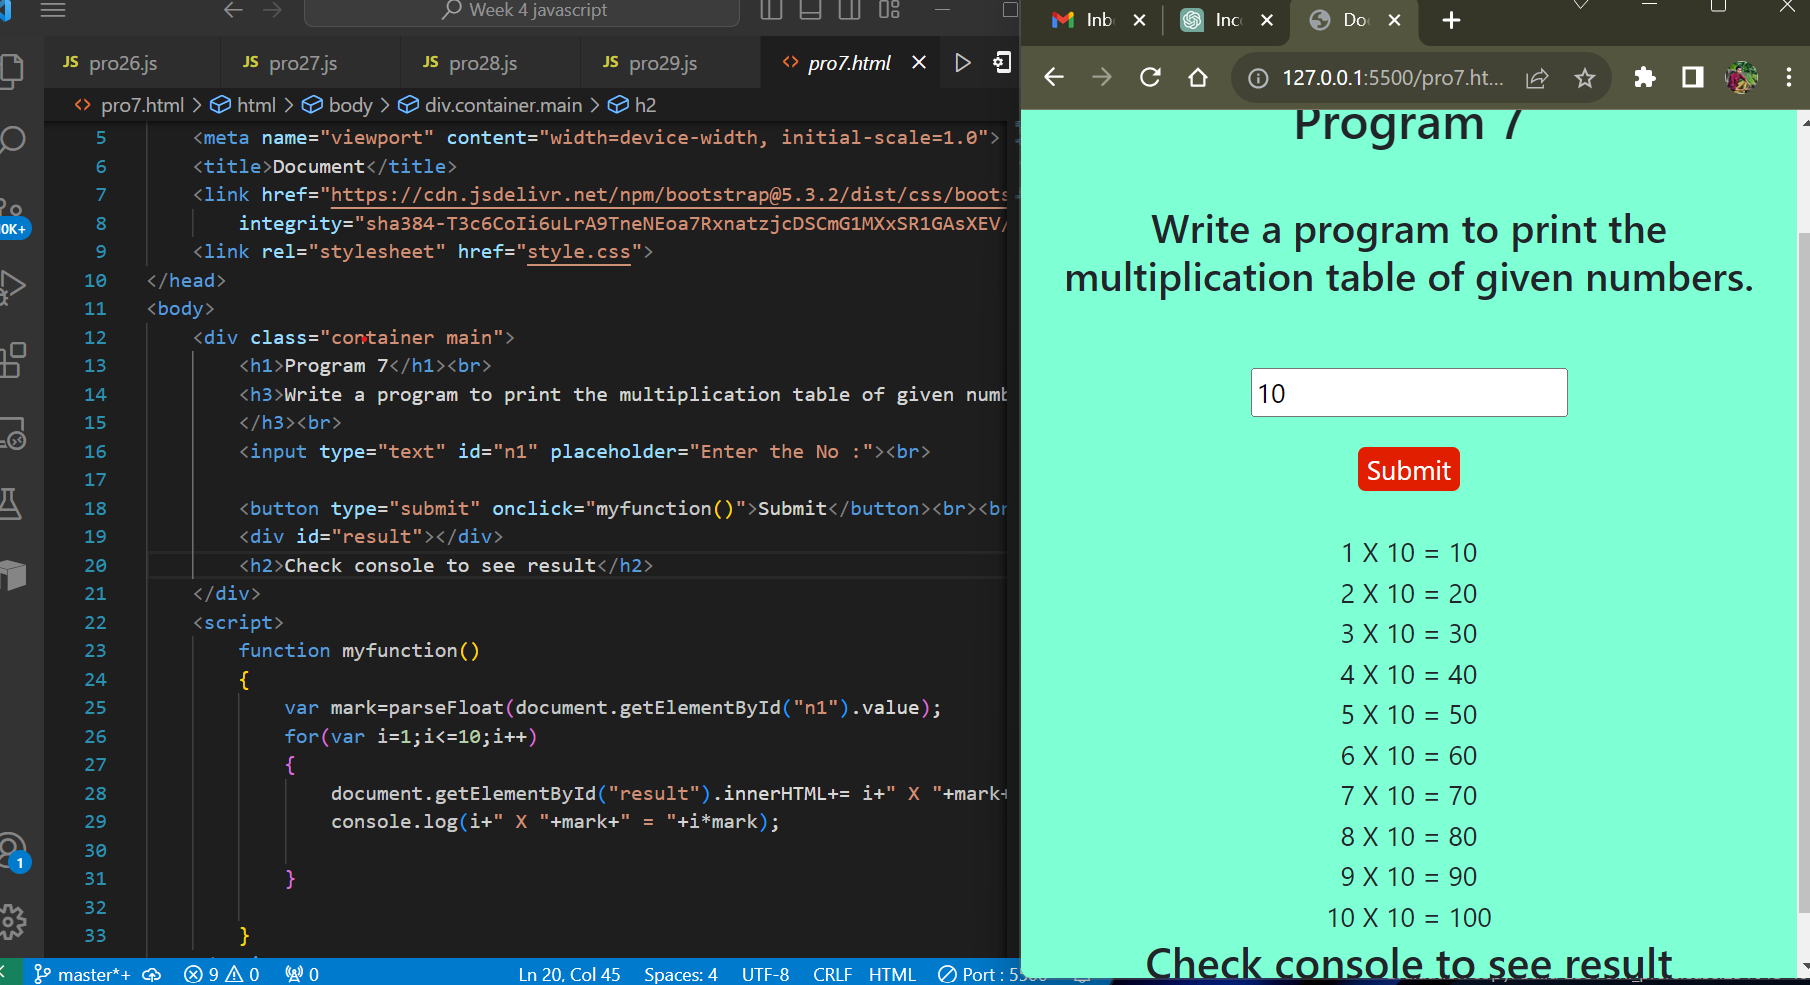 Week 4 javascript
JS pro26.js
JS pro27.js
JS pro28.js
JS pro29.js
<> pro7.html
<> pro7.html > html > body > div.container.main > h2
5 <meta name="viewport" content="width=device-width, initial-scale=1.0">
6 <title>Document</title>
7 <link href="https://cdn.jsdelivr.net/npm/bootstrap@5.3.2/dist/css/boots
8 integrity="sha384-T3c6CoIi6uLrA9TneNEoa7RxnatzjcDSCmG1MXxSR1GAsXEV/
9 <link rel="stylesheet" href="style.css">
10 </head>
11 <body>
12 <div class="container main">
13 <h1>Program 7</h1><br>
14 <h3>Write a program to print the multiplication table of given numb
15 </h3><br>
16 <input type="text" id="n1" placeholder="Enter the No :"><br>
17
18 <button type="submit" onclick="myfunction()">Submit</button><br><br
19 <div id="result"></div>
20 <h2>Check console to see result</h2>
21 </div>
22 <script>
23 function myfunction()
24 {
25 var mark=parseFloat(document.getElementById("n1").value);
26 for(var i=1;i<=10;i++)
27 {
28 document.getElementById("result").innerHTML+= i+" X "+mark+
29 console.log(i+" X "+mark+" = "+i*mark);
30
31 }
32
33 }
0K+
1
master*+
9 0
0
Ln 20, Col 45
Spaces: 4
UTF-8
CRLF
HTML
Port :
Inb
Inc
Do
127.0.0.1:5500/pro7.ht...
Program 7
Write a program to print the
multiplication table of given numbers.
10
Submit
1 X 10 = 10
2 X 10 = 20
3 X 10 = 30
4 X 10 = 40
5 X 10 = 50
6 X 10 = 60
7 X 10 = 70
8 X 10 = 80
9 X 10 = 90
10 X 10 = 100
Check console to see result